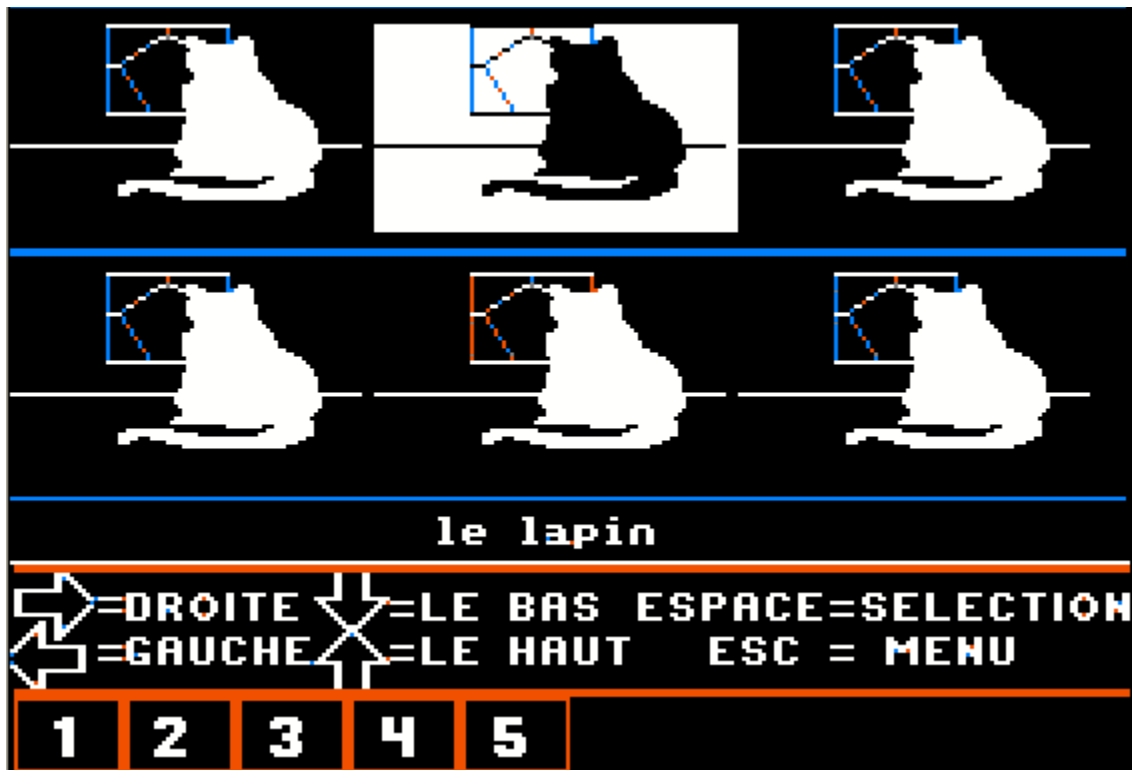 le lapin
=DROITE =LE BAS ESPACE=SELECTION
=GAUCHE =LE HAUT ESC = MENU
1 2 3 4 5